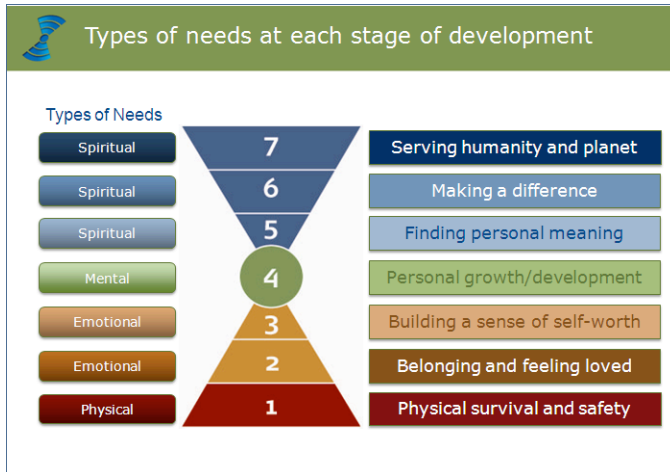 Types of needs at each stage of development
Types of Needs
Spiritual 7 Serving humanity and planet
Spiritual 6 Making a difference
Spiritual 5 Finding personal meaning
Mental 4 Personal growth/development
Emotional 3 Building a sense of self-worth
Emotional 2 Belonging and feeling loved
Physical 1 Physical survival and safety